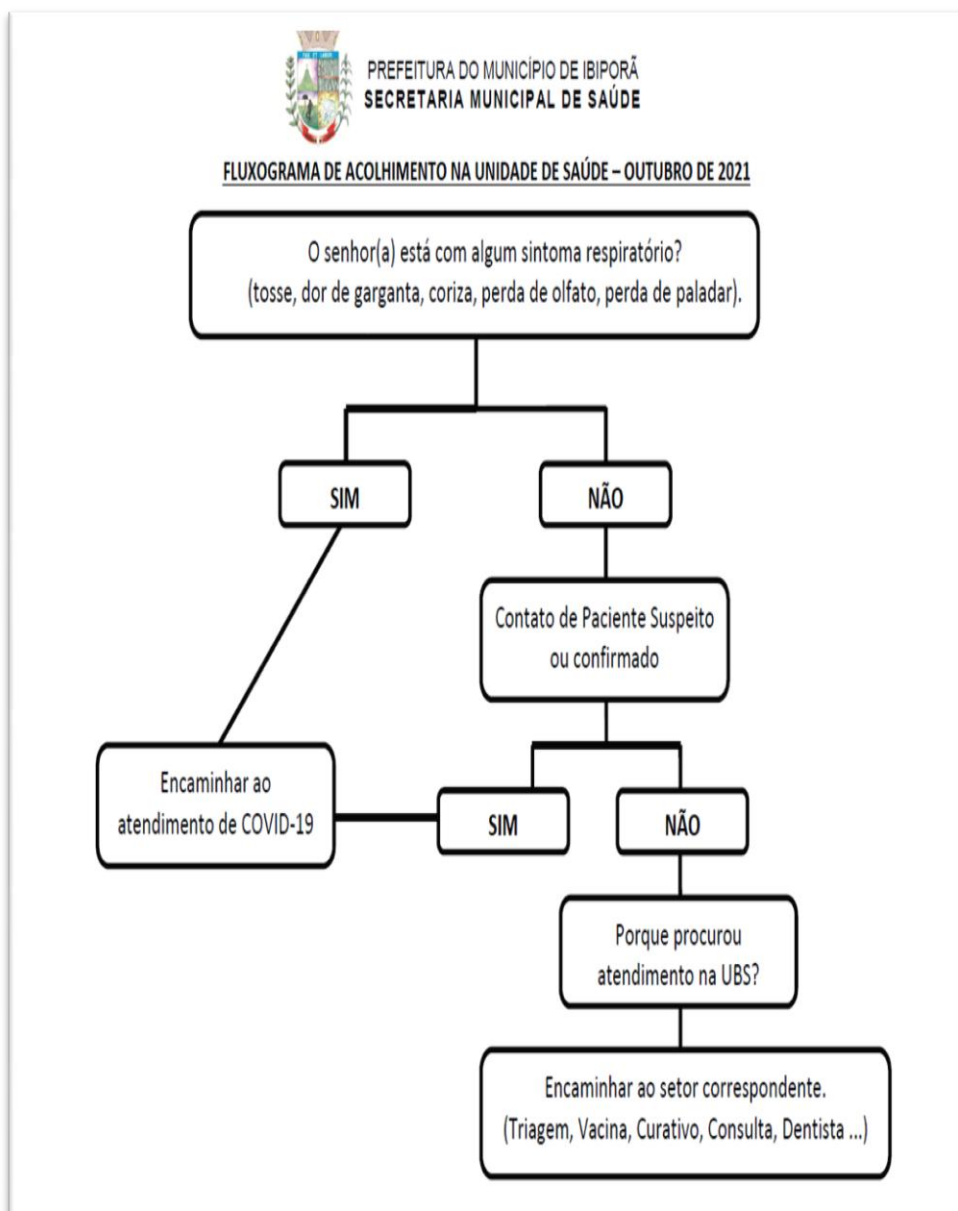 PREFEITURA DO MUNICÍPIO DE IBIPORÃ
SECRETARIA MUNICIPAL DE SAÚDE
FLUXOGRAMA DE ACOLHIMENTO NA UNIDADE DE SAÚDE – OUTUBRO DE 2021
O senhor(a) está com algum sintoma respiratório?
(tosse, dor de garganta, coriza, perda de olfato, perda de paladar).
SIM
NÃO
Contato de Paciente Suspeito
ou confirmado
Encaminhar ao
atendimento de COVID-19
SIM
NÃO
Porque procurou
atendimento na UBS?
Encaminhar ao setor correspondente.
(Triagem, Vacina, Curativo, Consulta, Dentista ...)